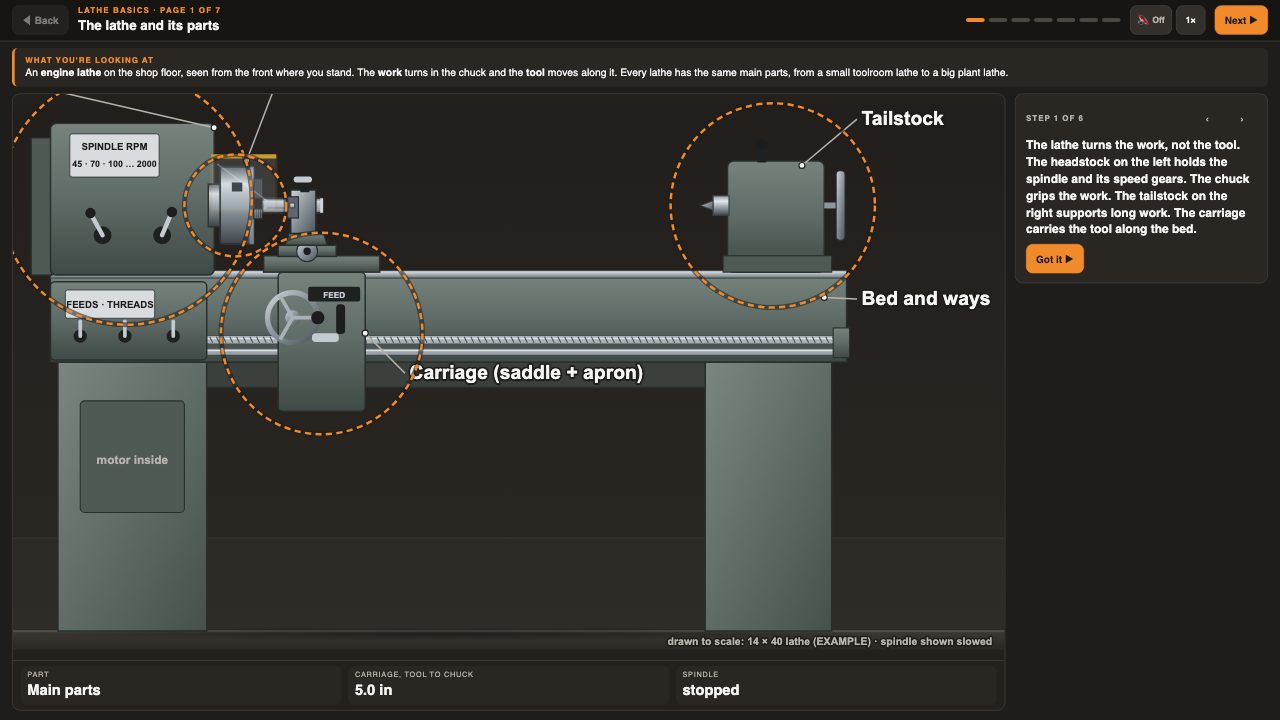 Back
LATHE BASICS · PAGE 1 OF 7
The lathe and its parts
Off
1×
Next
WHAT YOU'RE LOOKING AT
An engine lathe on the shop floor, seen from the front where you stand. The work turns in the chuck and the tool moves along it. Every lathe has the same main parts, from a small toolroom lathe to a big plant lathe.
SPINDLE RPM
45 · 70 · 100 ... 2000
FEEDS · THREADS
FEED
motor inside
Tailstock
Bed and ways
Carriage (saddle + apron)
drawn to scale: 14 × 40 lathe (EXAMPLE) · spindle shown slowed
PART
Main parts
CARRIAGE, TOOL TO CHUCK
5.0 in
SPINDLE
stopped
STEP 1 OF 6
The lathe turns the work, not the tool.
The headstock on the left holds the
spindle and its speed gears. The chuck
grips the work. The tailstock on the
right supports long work. The carriage
carries the tool along the bed.
Got it